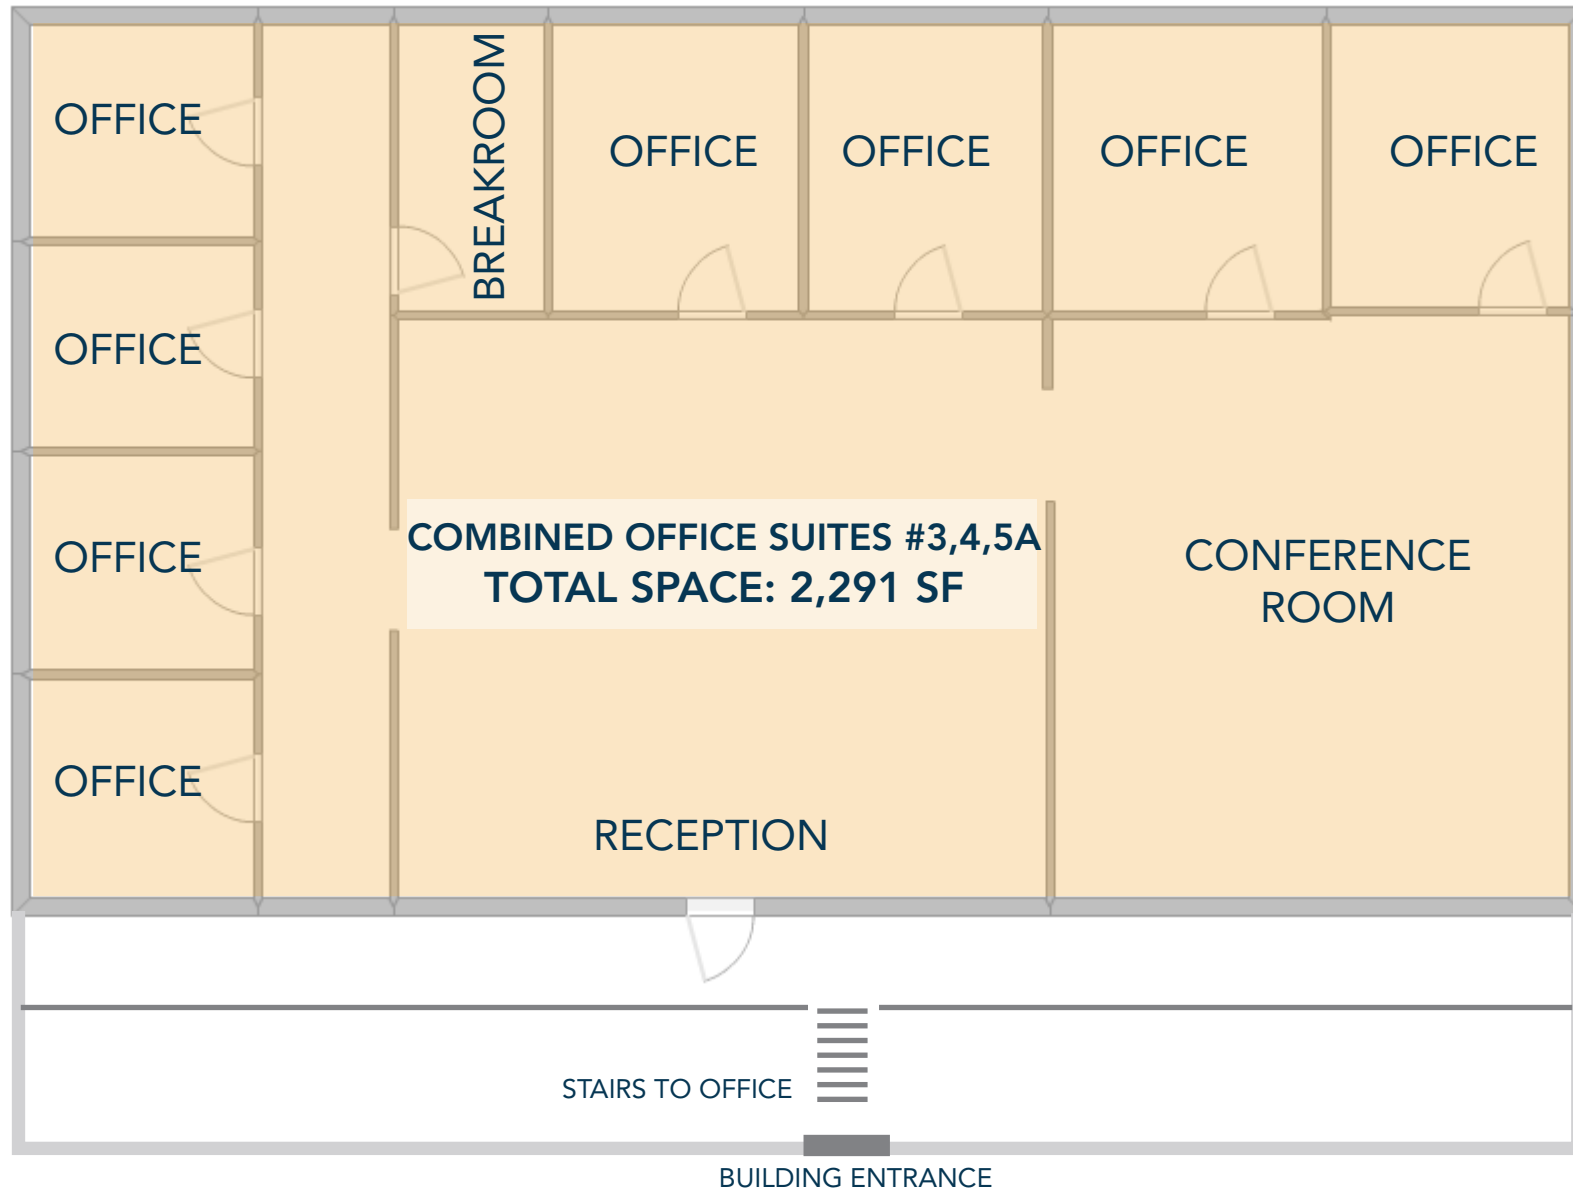 OFFICE
BREAKROOM
OFFICE
OFFICE
OFFICE
OFFICE
OFFICE
OFFICE
COMBINED OFFICE SUITES #3,4,5A
TOTAL SPACE: 2,291 SF
CONFERENCE
ROOM
OFFICE
RECEPTION
STAIRS TO OFFICE
BUILDING ENTRANCE